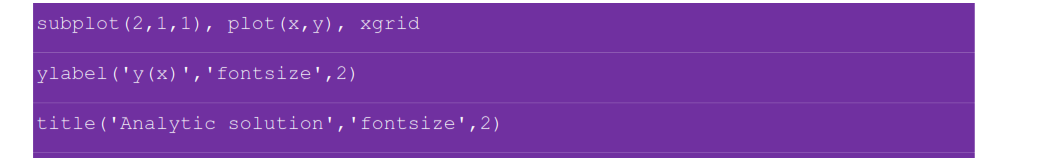 subplot(2,1,1), plot(x,y), xgrid
ylabel('y(x)','fontsize',2)
title('Analytic solution','fontsize',2)